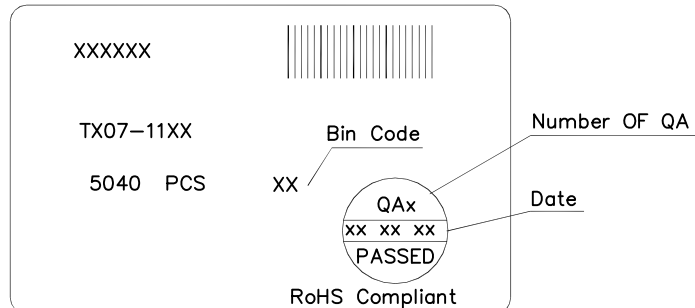 XXXXXX
TX07-11XX
Bin Code
Number OF QA
5040 PCS
XX
QAx
Date
XX XX XX
PASSED
RoHS Compliant